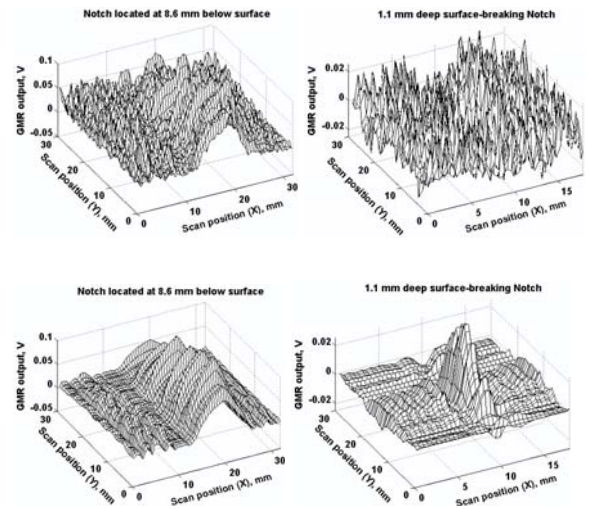 Notch located at 8.6 mm below surface
GMR output, V
0.1
0.05
0
-0.05
30
20
10
0
Scan position (Y), mm
0
10
20
30
Scan position (X), mm
1.1 mm deep surface-breaking Notch
GMR output, V
0.02
0
-0.02
30
20
10
0
Scan position (Y), mm
0
5
10
15
Scan position (X), mm
Notch located at 8.6 mm below surface
GMR output, V
0.1
0.05
0
-0.05
30
20
10
0
Scan position (Y), mm
0
10
20
30
Scan position (X), mm
1.1 mm deep surface-breaking Notch
GMR output, V
0.02
0
-0.02
30
20
10
0
Scan position (Y), mm
0
5
10
15
Scan position (X), mm